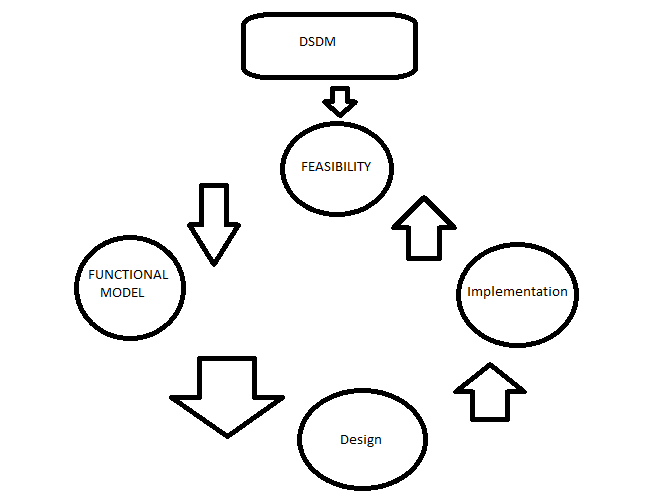 DSDM
FEASIBILITY
FUNCTIONAL
MODEL
Implementation
Design